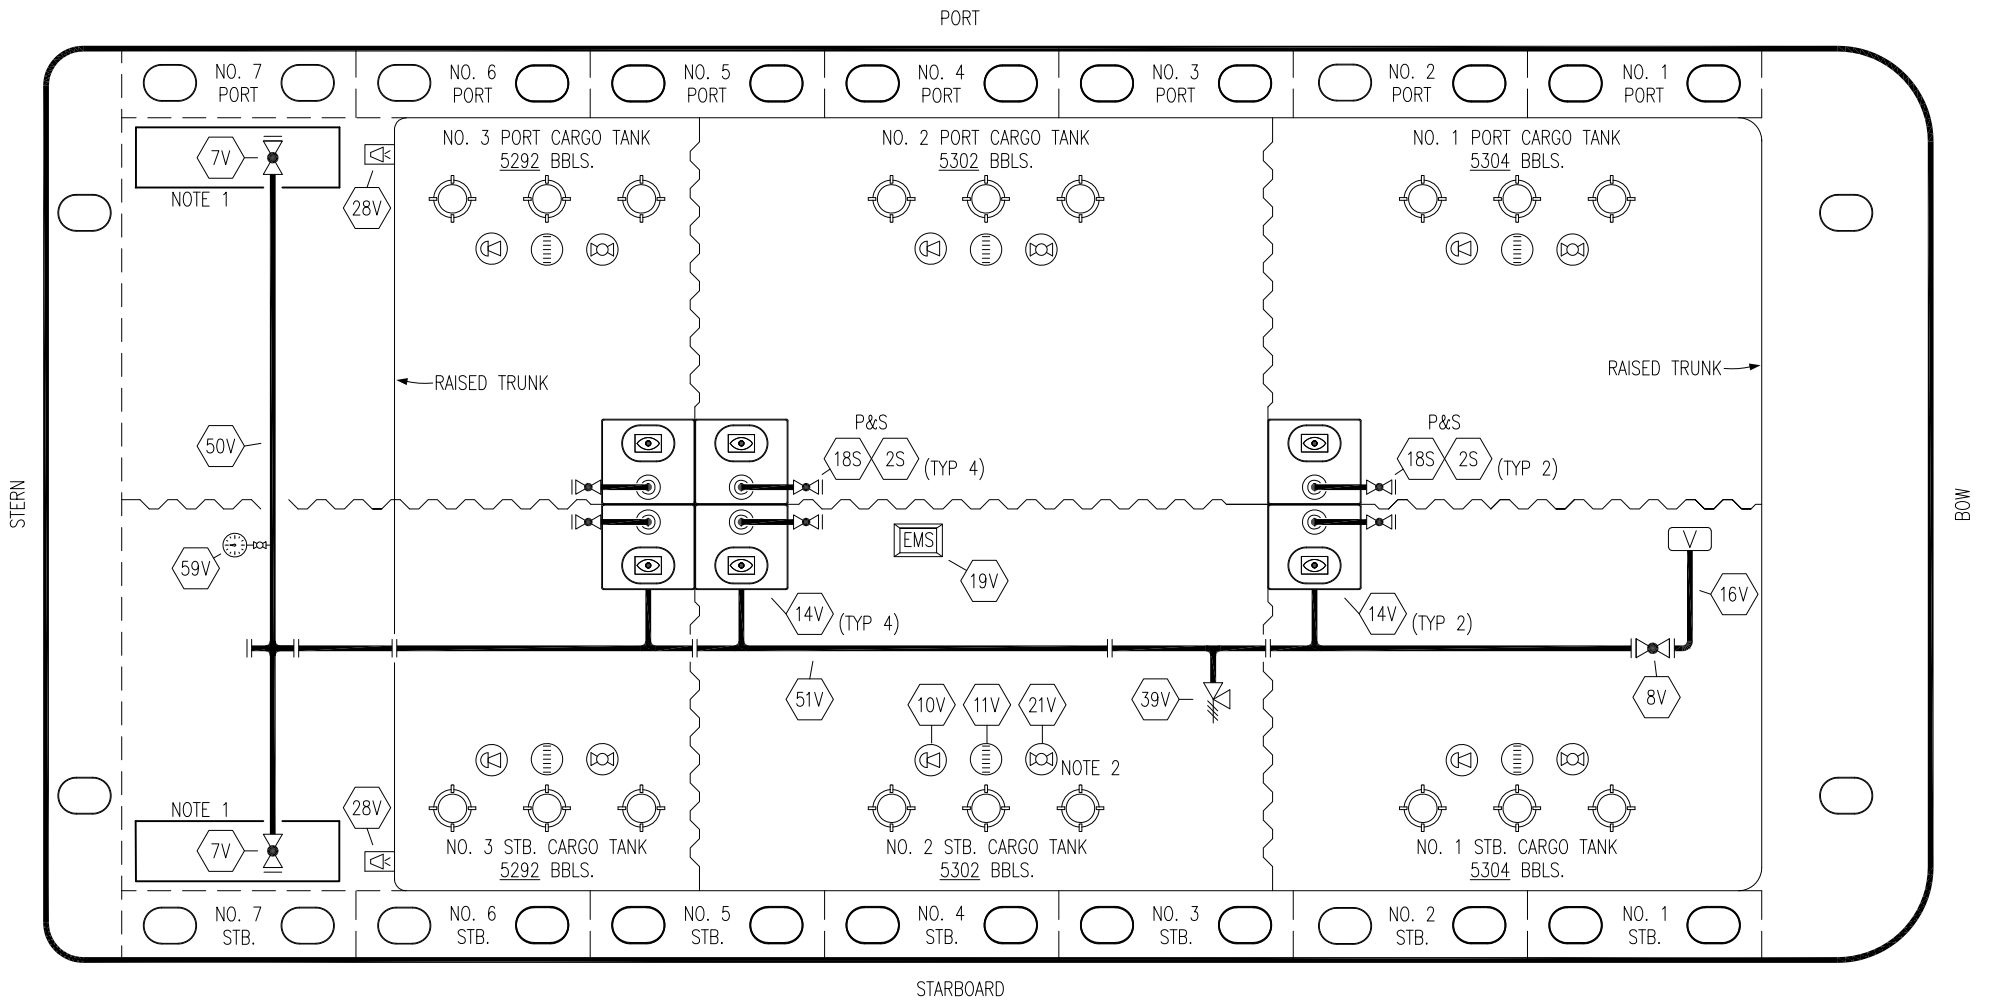 PORT
NO. 7
PORT
NO. 6
PORT
NO. 5
PORT
NO. 4
PORT
NO. 3
PORT
NO. 2
PORT
NO. 1
PORT
7V
NOTE 1
28V
NO. 3 PORT CARGO TANK
5292 BBLS.
NO. 2 PORT CARGO TANK
5302 BBLS.
NO. 1 PORT CARGO TANK
5304 BBLS.
RAISED TRUNK
RAISED TRUNK
50V
P&S
18S 2S (TYP 4)
P&S
18S 2S (TYP 2)
STERN
BOW
59V
EMS
19V
V
16V
14V (TYP 4)
14V (TYP 2)
51V
10V
11V
21V
39V
8V
NOTE 2
NOTE 1
7V
28V
NO. 3 STB. CARGO TANK
5292 BBLS.
NO. 2 STB. CARGO TANK
5302 BBLS.
NO. 1 STB. CARGO TANK
5304 BBLS.
NO. 7
STB.
NO. 6
STB.
NO. 5
STB.
NO. 4
STB.
NO. 3
STB.
NO. 2
STB.
NO. 1
STB.
STARBOARD